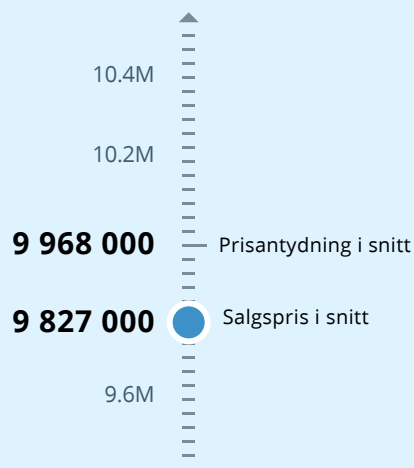 10.4M
10.2M
9 968 000 Prisantydning i snitt
9 827 000 Salgspris i snitt
9.6M